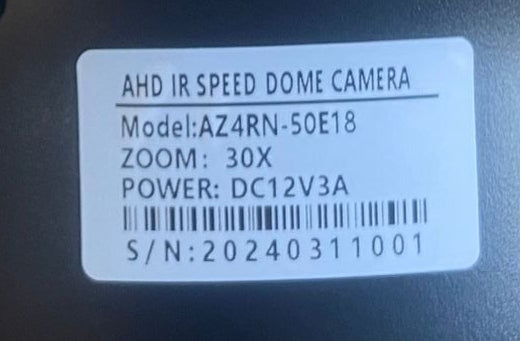 AHD IR SPEED DOME CAMERA
Model:AZ4RN-50E18
ZOOM: 30X
POWER: DC12V3A
S/N:20240311001